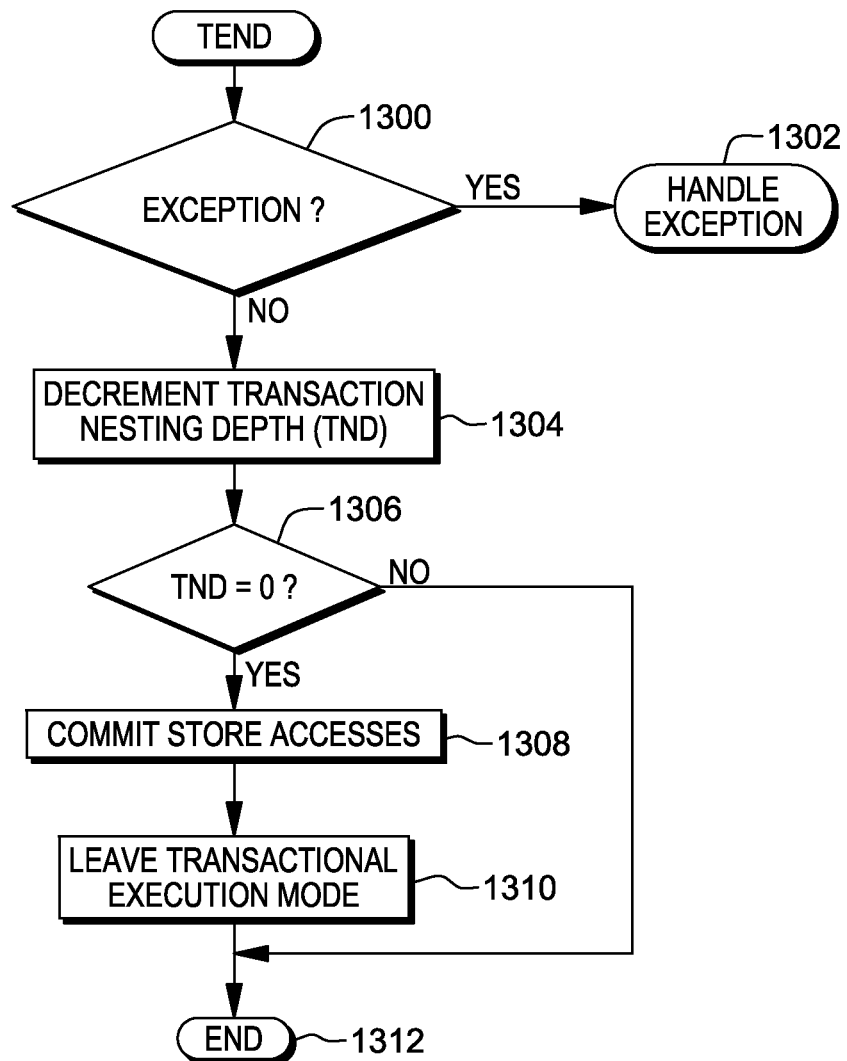 TEND
1300
1302
EXCEPTION ?
YES
HANDLE
EXCEPTION
NO
DECREMENT TRANSACTION
NESTING DEPTH (TND)
1304
1306
TND = 0 ?
NO
YES
COMMIT STORE ACCESSES
1308
LEAVE TRANSACTIONAL
EXECUTION MODE
1310
END
1312